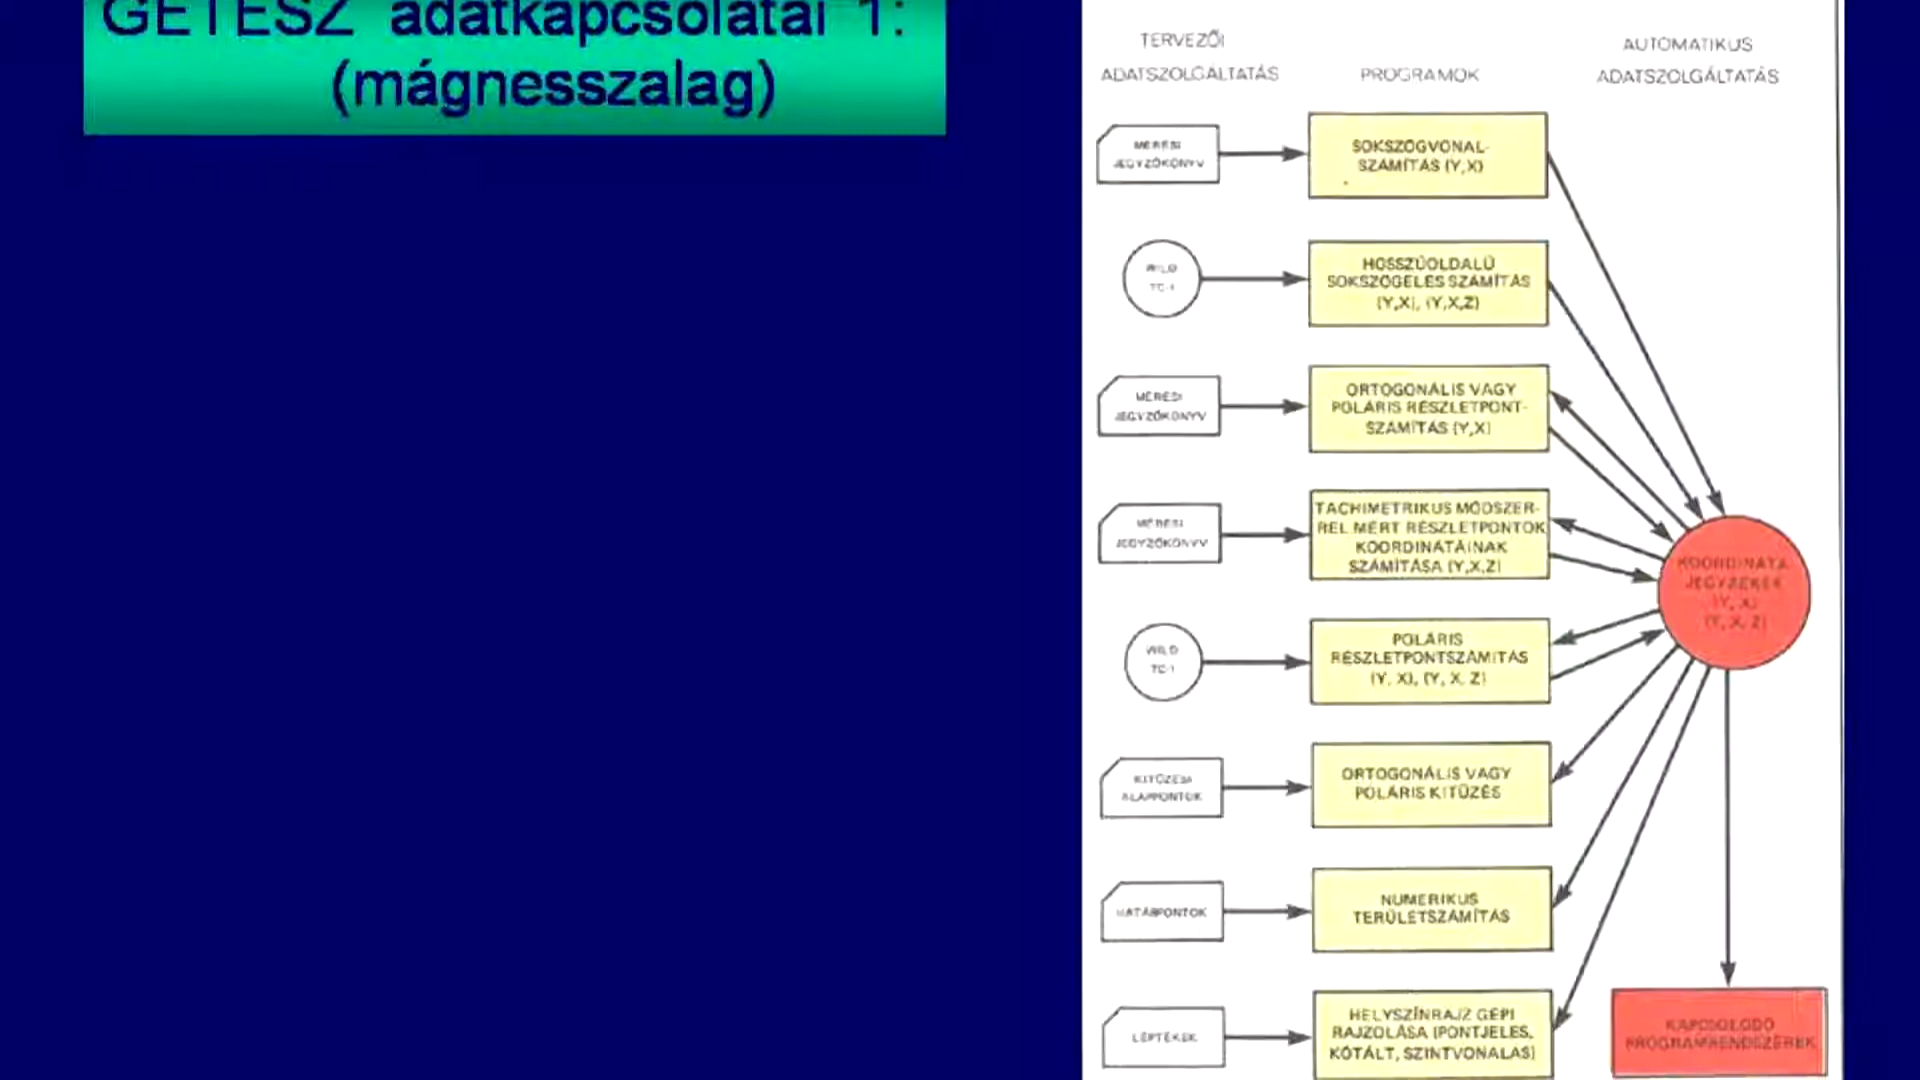 GETESZ adatkapcsolatai 1:
(mágnesszalag)
TERVEZŐI
ADATSZOLGÁLTATÁS
PROGRAMOK
AUTOMATIKUS
ADATSZOLGÁLTATÁS
MÉRÉSI
JEGYZŐKÖNYV
SOKSZÖGVONAL-
SZÁMÍTÁS (Y,X)
WILD
TC-1
HOSSZÚOLDALÚ
SOKSZÖGELÉS SZÁMÍTÁS
(Y,X), (Y,X,Z)
MÉRÉSI
JEGYZŐKÖNYV
ORTOGONÁLIS VAGY
POLÁRIS RÉSZLETPONT-
SZÁMÍTÁS (Y,X)
MÉRÉSI
JEGYZŐKÖNYV
TACHIMETRIKUS MÓDSZER-
REL MÉRT RÉSZLETPONTOK
KOORDINÁTÁINAK
SZÁMÍTÁSA (Y,X,Z)
KOORDINÁTA
JEGYZÉKEK
(Y, X)
(Y, X, Z)
WILD
TC-1
POLÁRIS
RÉSZLETPONTSZÁMÍTÁS
(Y, X), (Y, X, Z)
KITŰZÉSI
ALAPPONTOK
ORTOGONÁLIS VAGY
POLÁRIS KITŰZÉS
HATÁRPONTOK
NUMERIKUS
TERÜLETSZÁMÍTÁS
LÉPTÉKEK
HELYSZÍNRAJZ GÉPI
RAJZOLÁSA (PONTJELES,
KÓTÁLT, SZINTVONALAS)
KAPCSOLÓDÓ
PROGRAMRENDSZEREK